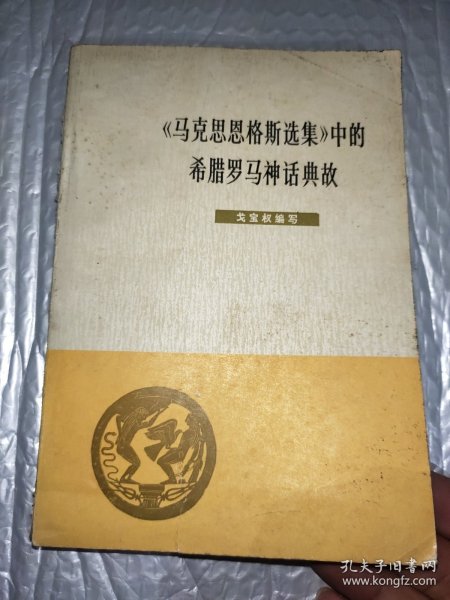 《马克思恩格斯选集》中的
希腊罗马神话典故
戈宝权编写
孔夫子旧书网
www.kongfz.com